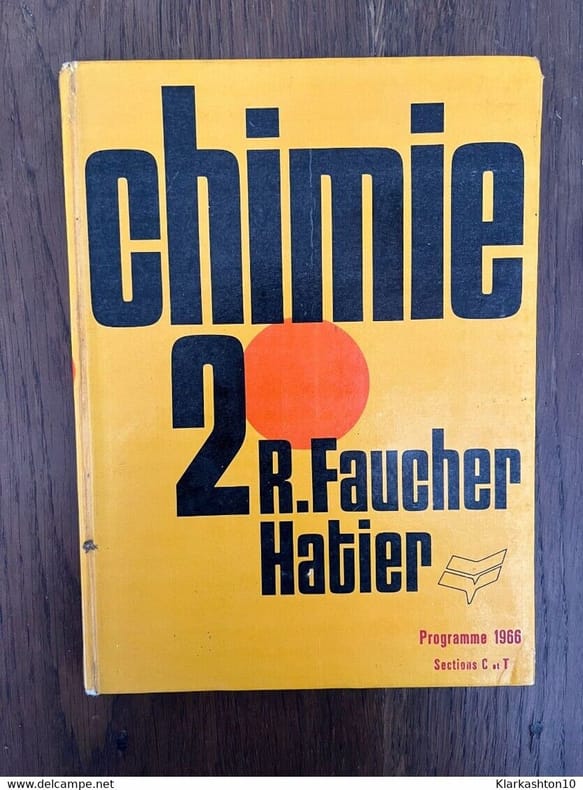 chimie
2
R.Faucher
Hatier
Programme 1966
Sections C et T
www.delcampe.net
Klarkashton10